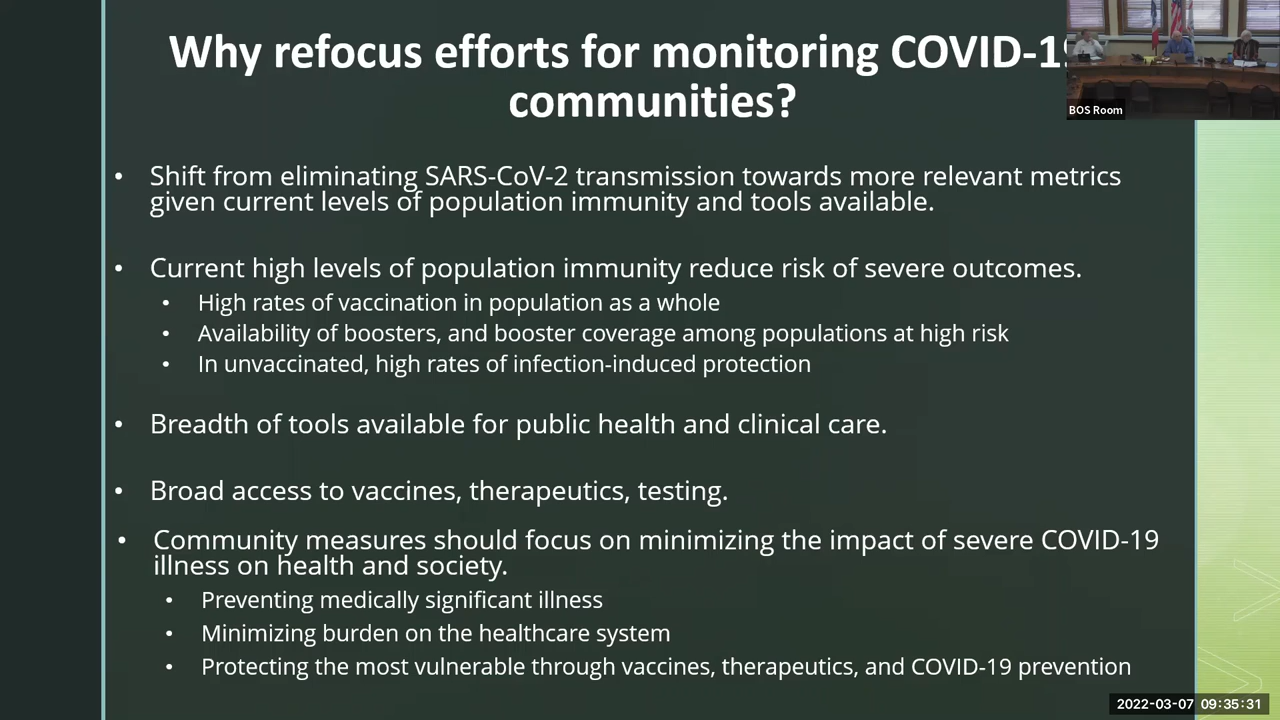 Why refocus efforts for monitoring COVID-19
communities?
BOS Room
• Shift from eliminating SARS-CoV-2 transmission towards more relevant metrics
given current levels of population immunity and tools available.
• Current high levels of population immunity reduce risk of severe outcomes.
• High rates of vaccination in population as a whole
• Availability of boosters, and booster coverage among populations at high risk
• In unvaccinated, high rates of infection-induced protection
• Breadth of tools available for public health and clinical care.
• Broad access to vaccines, therapeutics, testing.
• Community measures should focus on minimizing the impact of severe COVID-19
illness on health and society.
• Preventing medically significant illness
• Minimizing burden on the healthcare system
• Protecting the most vulnerable through vaccines, therapeutics, and COVID-19 prevention
2022-03-07 09:35:31